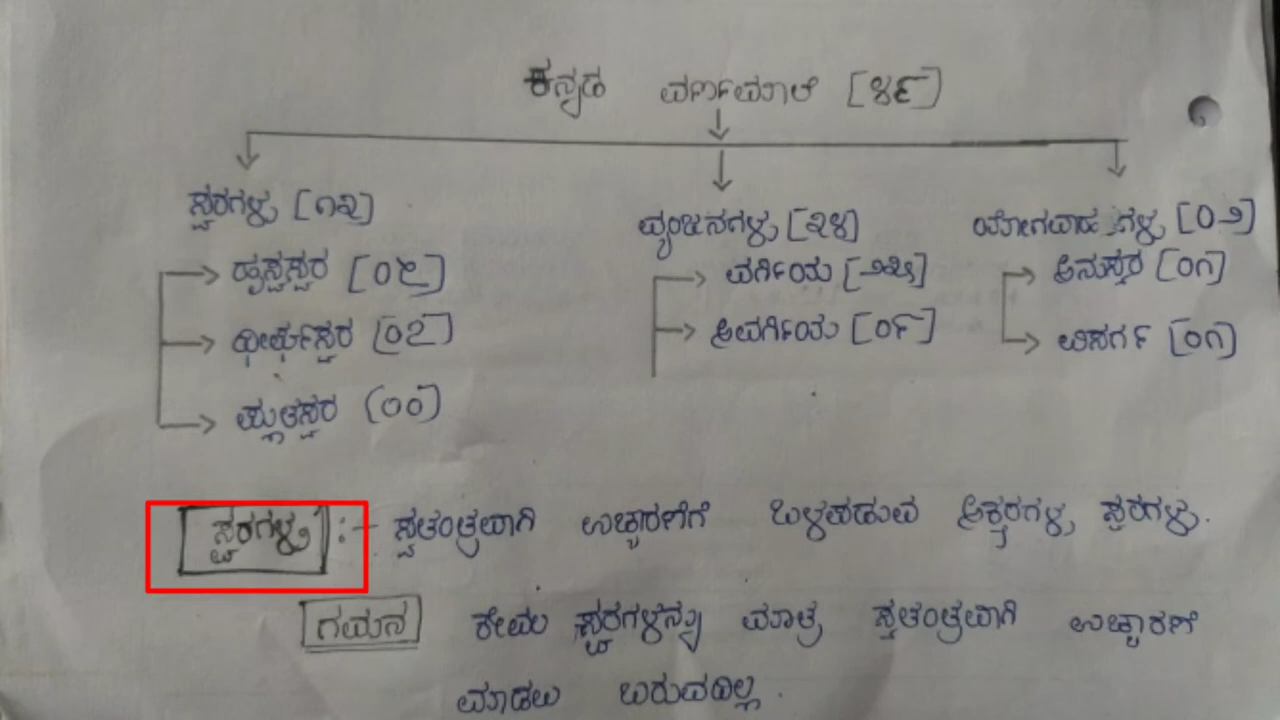 ಕನ್ನಡ ವರ್ಣಮಾಲೆ [೪೯]
ಸ್ವರಗಳು [೧೩] ವ್ಯಂಜನಗಳು [೩೪] ಯೋಗವಾಹಗಳು [೦೨]
ಹ್ರಸ್ವಸ್ವರ [೦೬] ವರ್ಗೀಯ [೨೫] ಅನುಸ್ವರ [೦೧]
ಧೀರ್ಘಸ್ವರ [೦೭] ಅವರ್ಗೀಯ [೦೯] ವಿಸರ್ಗ [೦೧]
ಪ್ಲುತಸ್ವರ [೦೦]
ಸ್ವರಗಳು :- ಸ್ವತಂತ್ರವಾಗಿ ಉಚ್ಚಾರಣೆಗೆ ಒಳಪಡುವ ಅಕ್ಷರಗಳು ಸ್ವರಗಳು.
ಗಮನ ಕೇವಲ ಸ್ವರಗಳನ್ನು ಮಾತ್ರ ಸ್ವತಂತ್ರವಾಗಿ ಉಚ್ಚಾರಣೆ
ಮಾಡಲು ಬರುವದಿಲ್ಲ.